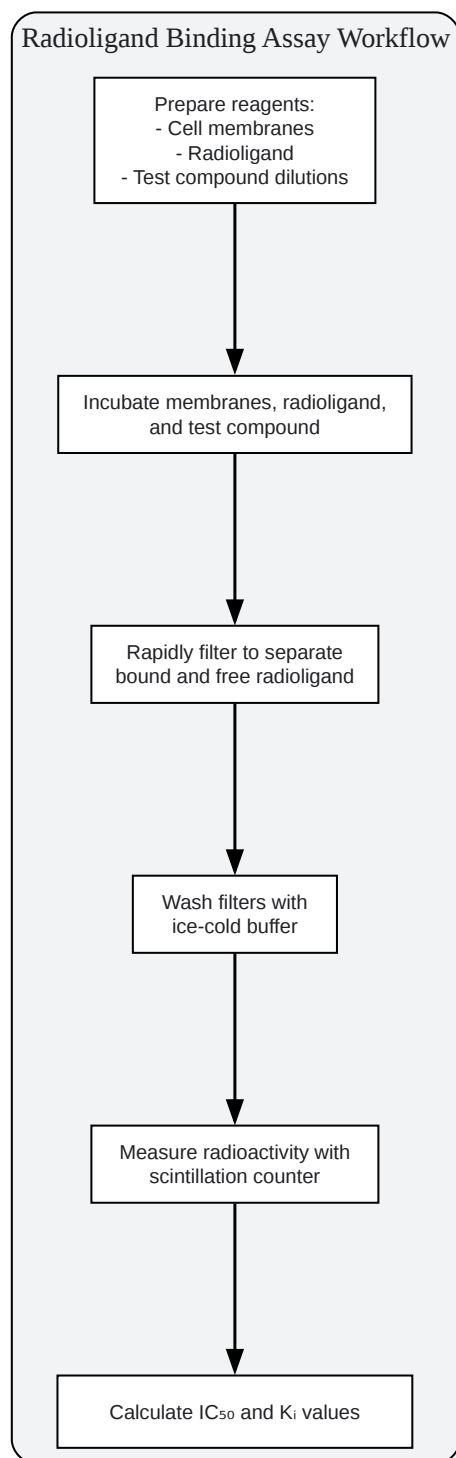 Radioligand Binding Assay Workflow
Prepare reagents:
- Cell membranes
- Radioligand
- Test compound dilutions
Incubate membranes, radioligand,
and test compound
Rapidly filter to separate
bound and free radioligand
Wash filters with
ice-cold buffer
Measure radioactivity with
scintillation counter
Calculate IC₅₀ and Kᵢ values